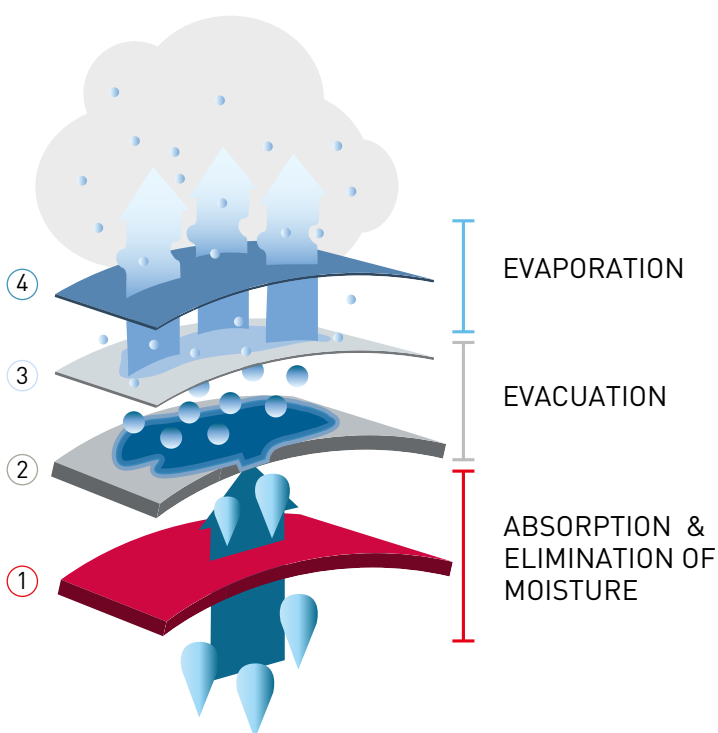 4
EVAPORATION
3
EVACUATION
2
ABSORPTION &
ELIMINATION OF
MOISTURE
1